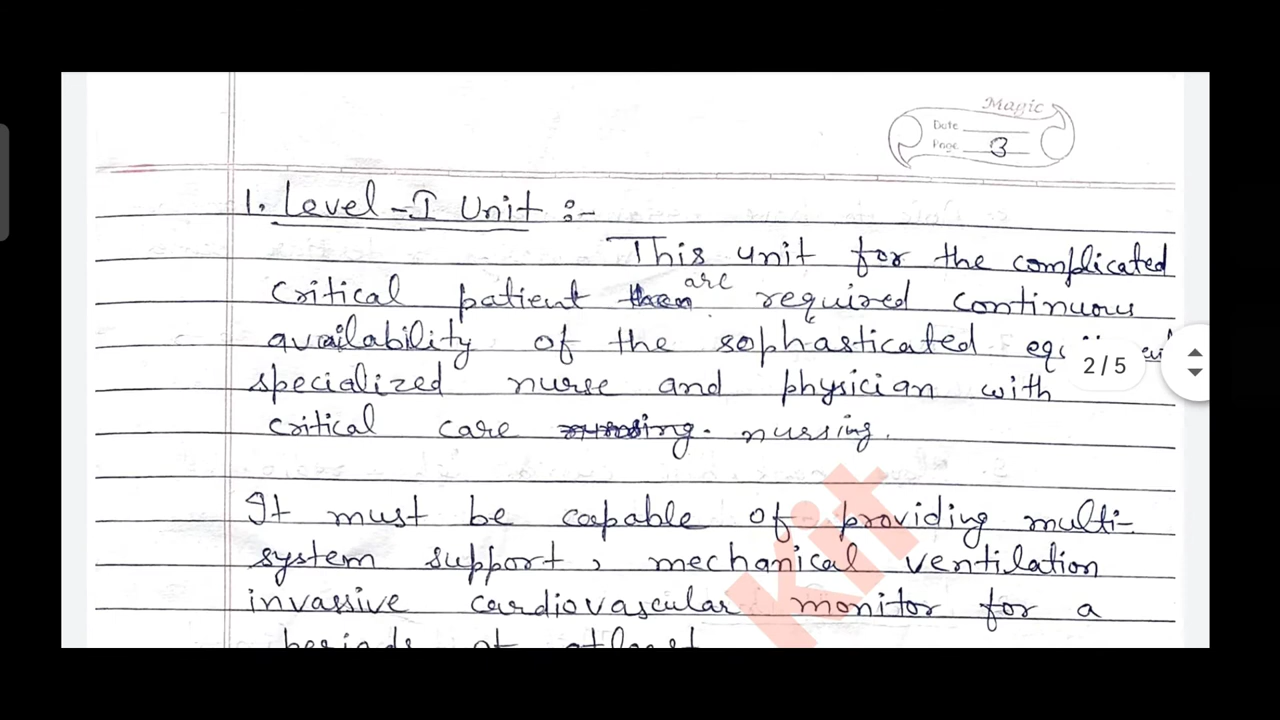 Magic
Date
Page 3
1. Level-I Unit :-
This unit for the complicated
critical patient are required continuous
availability of the sophasticated
2/5
specialized nurse and physician with
critical care nursing.
It must be capable of providing multi-
system support, mechanical ventilation
invassive cardiovascular monitor for a
Kit